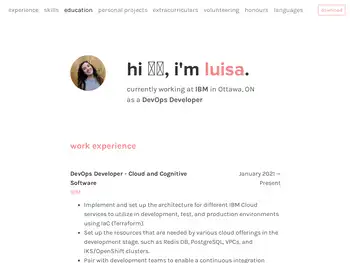 experience skills education personal projects extracurriculars volunteering honours languages download
hi , i'm luisa.
currently working at IBM in Ottawa, ON
as a DevOps Developer
work experience
DevOps Developer - Cloud and Cognitive January 2021 –
Software Present
IBM
Implement and set up the architecture for different IBM Cloud
services to utilize in development, test, and production environments
using IaC (Terraform).
Set up the resources that are needed by various cloud offerings in the
development stage, such as Redis DB, PostgreSQL, VPCs, and
IKS/OpenShift clusters.
Pair with development teams to enable a continuous integration